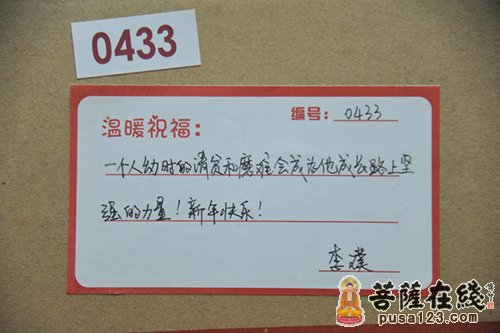 0433
编号: 0433
温暖祝福:
一个人幼时的清贫和磨难会成为他成长路上坚
强的力量!新年快乐!
李璞
菩薩在线
pusa123.com